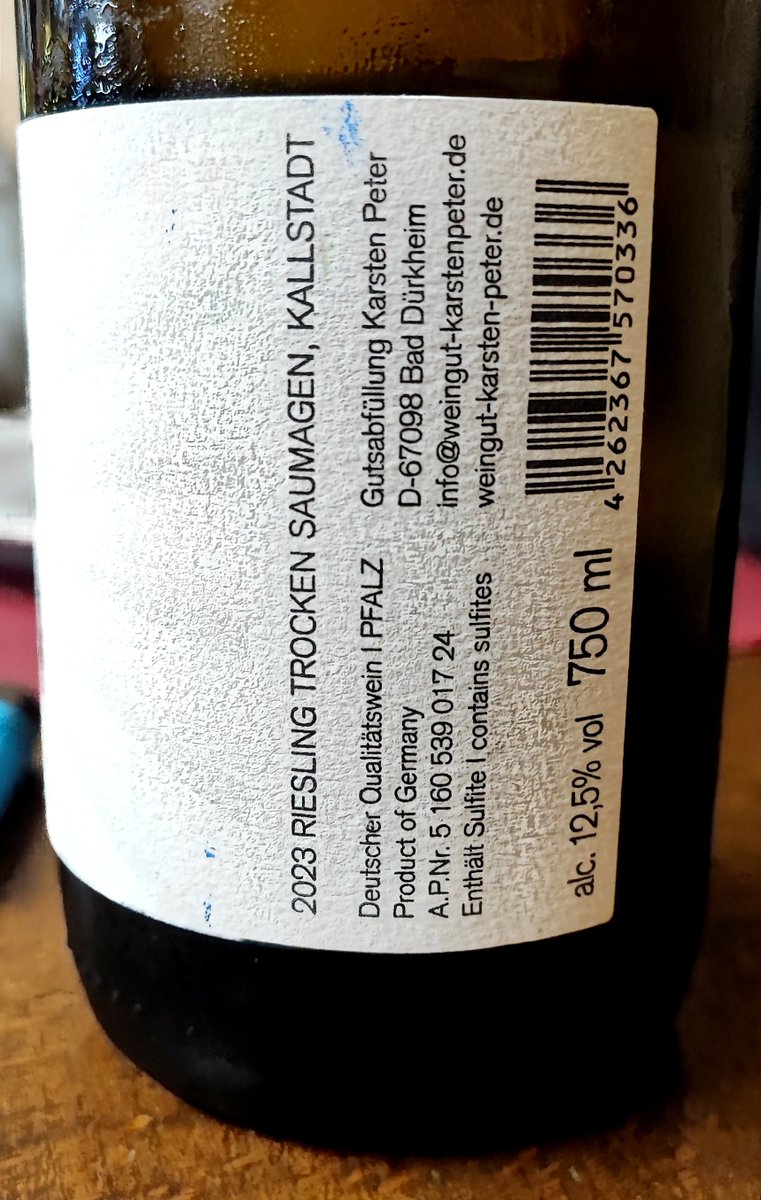 2023 RIESLING TROCKEN SAUMAGEN, KALLSTADT
Deutscher Qualitätswein | PFALZ
Product of Germany
A.P.Nr. 5 160 539 017 24
Enthält Sulfite | contains sulfites
Gutsabfüllung Karsten Peter
D-67098 Bad Dürkheim
info@weingut-karstenpeter.de
weingut-karsten-peter.de
alc. 12,5% vol 750 ml
4 262367 570336